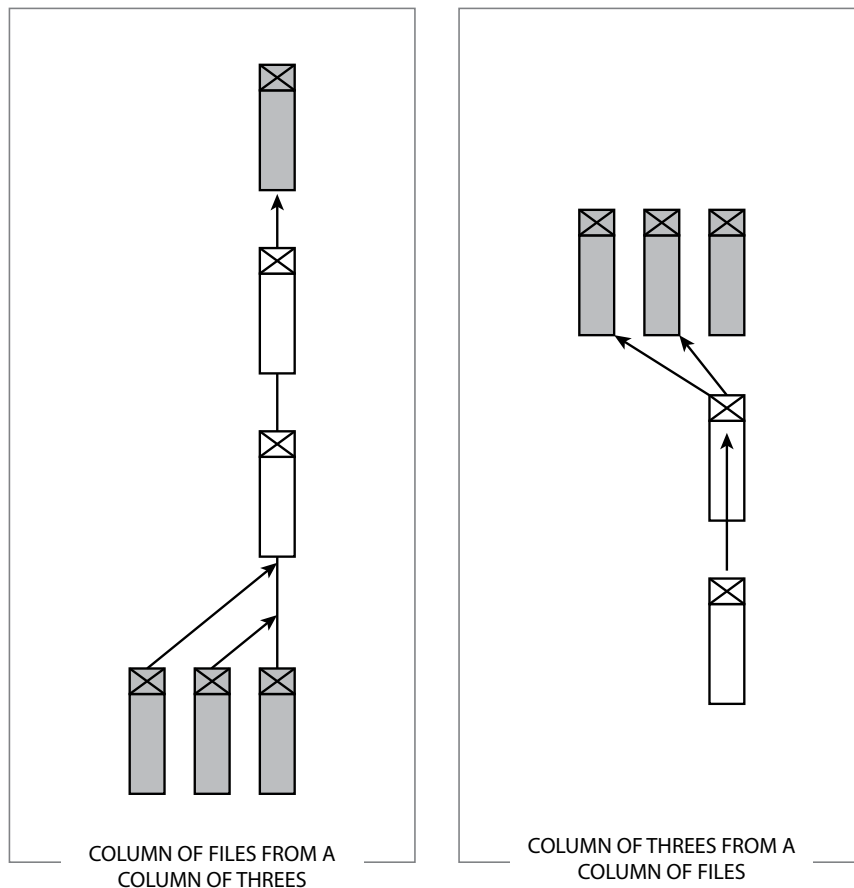 COLUMN OF FILES FROM A
COLUMN OF THREES
COLUMN OF THREES FROM A
COLUMN OF FILES